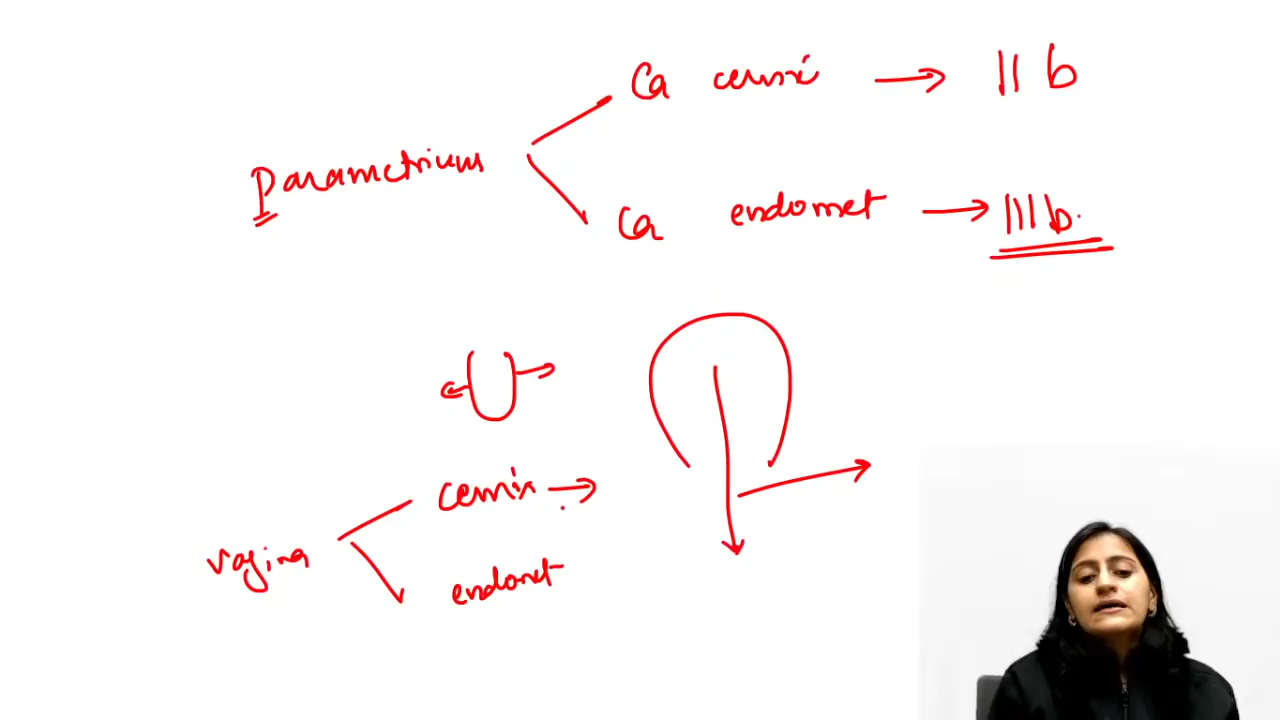 Ca cervix → II b
Parametrium
Ca endomet → III b.
cervix →
vagina
endomet